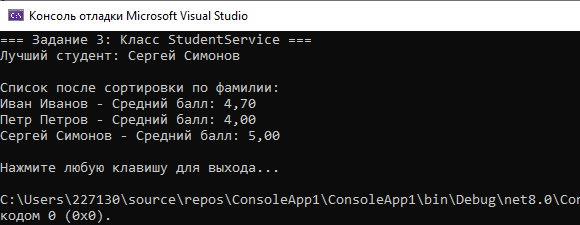 Консоль отладки Microsoft Visual Studio
=== Задание 3: Класс StudentService ===
Лучший студент: Сергей Симонов
Список после сортировки по фамилии:
Иван Иванов - Средний балл: 4,70
Петр Петров - Средний балл: 4,00
Сергей Симонов - Средний балл: 5,00
Нажмите любую клавишу для выхода...
C:\Users\227130\source\repos\ConsoleApp1\ConsoleApp1\bin\Debug\net8.0\Con
кодом 0 (0x0).